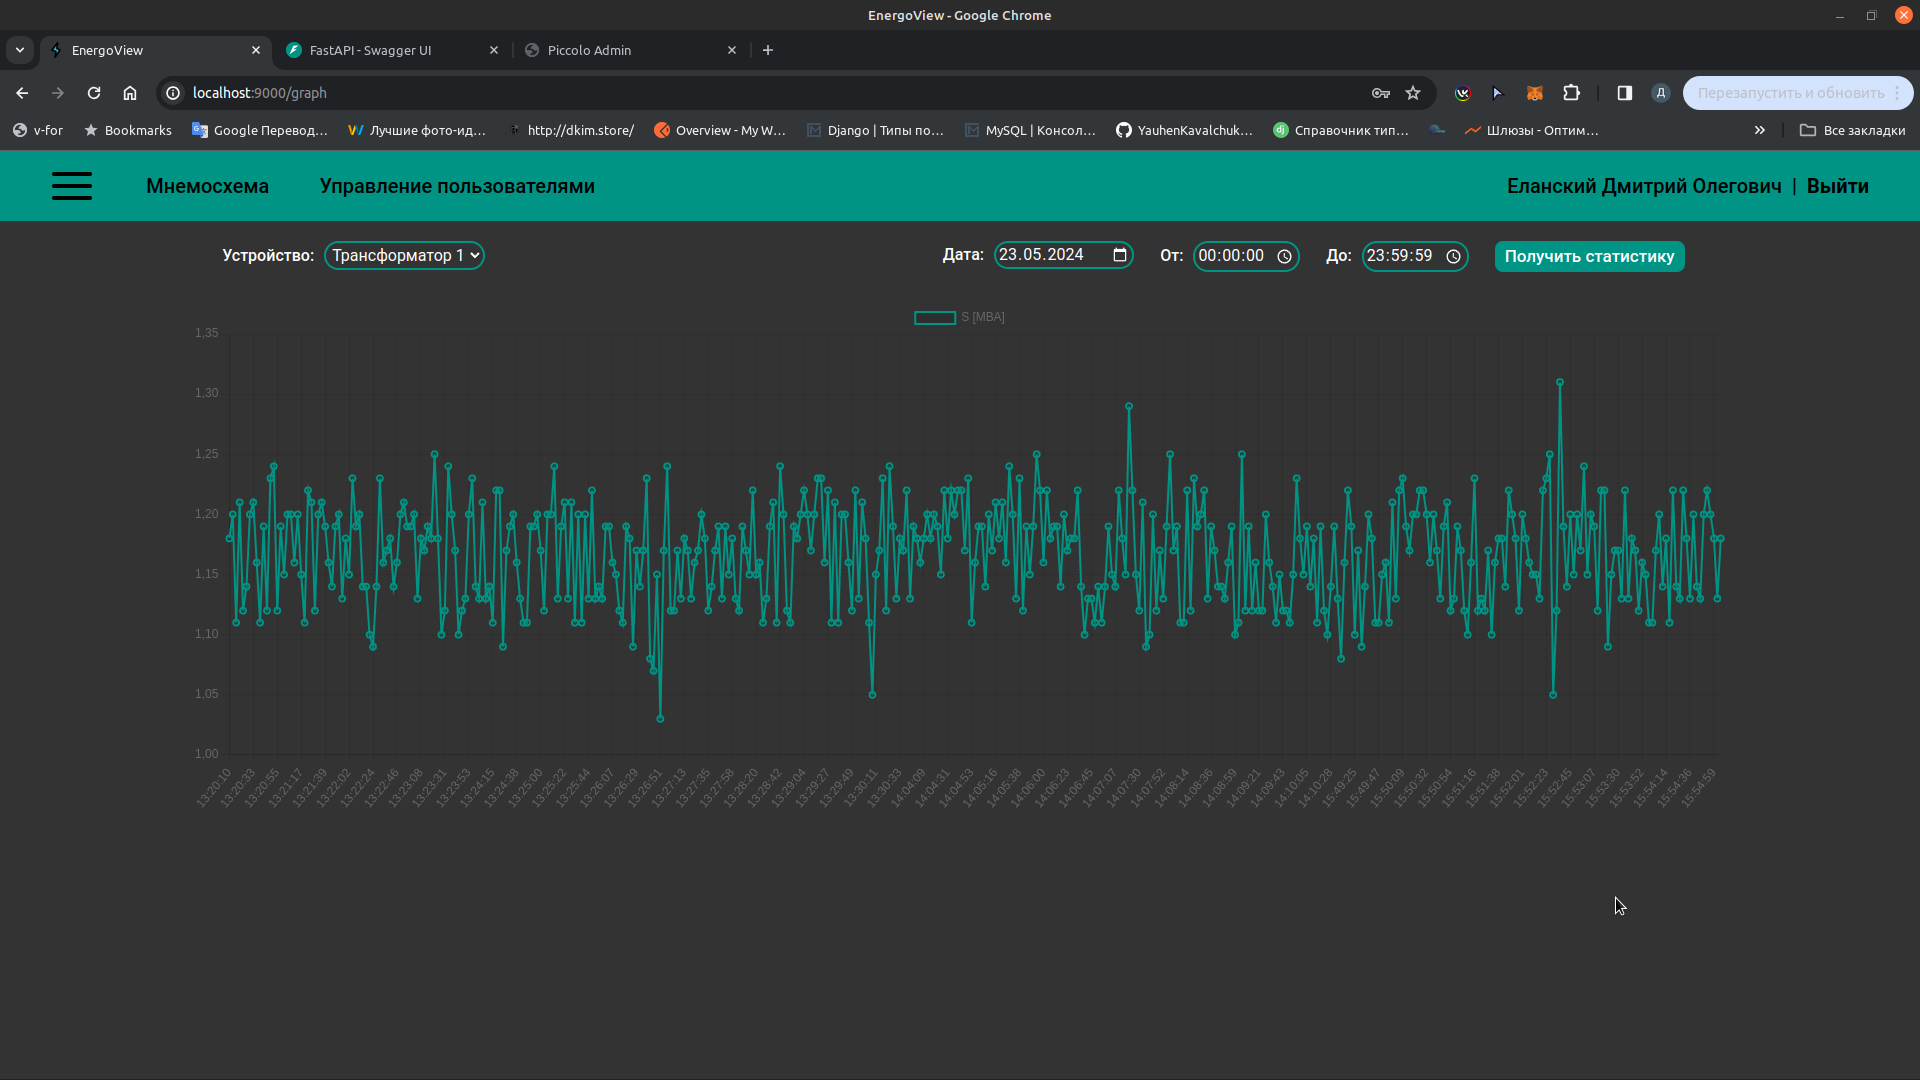 EnergoView - Google Chrome
EnergoView
FastAPI - Swagger UI
Piccolo Admin
localhost:9000/graph
Д
Перезапустить и обновить
v-for
Bookmarks
Google Перевод...
Лучшие фото-ид...
http://dkim.store/
Overview - My W...
Django | Типы по...
MySQL | Консол...
YauhenKavalchuk...
Справочник тип...
Шлюзы - Оптим...
Все закладки
Мнемосхема
Управление пользователями
Еланский Дмитрий Олегович | Выйти
Устройство: Трансформатор 1
Дата: 23.05.2024
От: 00:00:00
До: 23:59:59
Получить статистику
S [МВА]
1,35
1,30
1,25
1,20
1,15
1,10
1,05
1,00
13:20:10
13:20:33
13:20:55
13:21:17
13:21:39
13:22:02
13:22:24
13:22:46
13:23:08
13:23:31
13:23:53
13:24:15
13:24:38
13:25:00
13:25:22
13:25:44
13:26:07
13:26:29
13:26:51
13:27:13
13:27:35
13:27:58
13:28:20
13:28:42
13:29:04
13:29:27
13:29:49
13:30:11
13:30:33
14:04:09
14:04:31
14:04:53
14:05:16
14:05:38
14:06:00
14:06:23
14:06:45
14:07:07
14:07:30
14:07:52
14:08:14
14:08:36
14:08:59
14:09:21
14:09:43
14:10:05
14:10:28
15:49:25
15:49:47
15:50:09
15:50:32
15:50:54
15:51:16
15:51:38
15:52:01
15:52:23
15:52:45
15:53:07
15:53:30
15:53:52
15:54:14
15:54:36
15:54:59